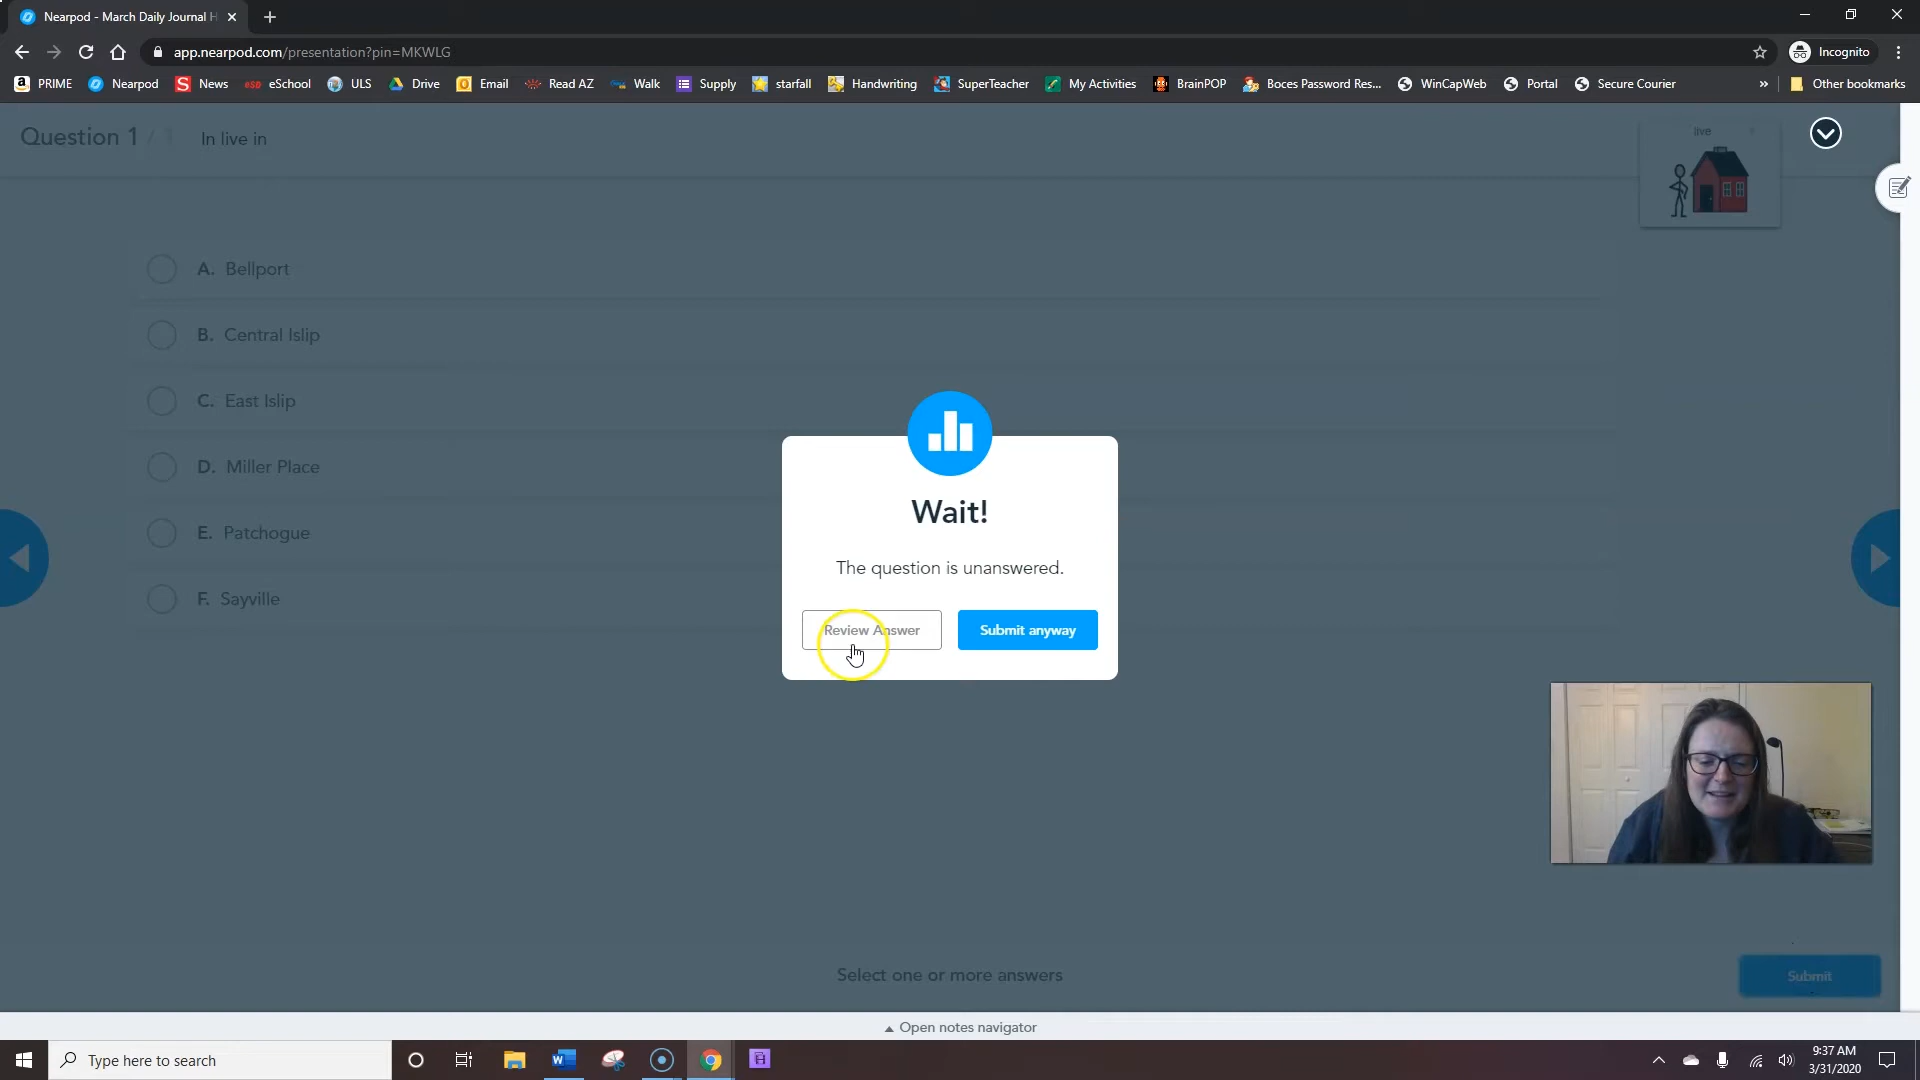 Nearpod - March Daily Journal H
app.nearpod.com/presentation?pin=MKWLG
Incognito
PRIME
Nearpod
S News
esp eSchool
ULS
Drive
Email
Read AZ
Walk
Supply
starfall
Handwriting
SuperTeacher
My Activities
BrainPOP
Boces Password Res...
WinCapWeb
Portal
Secure Courier
»
Other bookmarks
Question 1 /
In live in
live
A. Bellport
B. Central Islip
C. East Islip
D. Miller Place
E. Patchogue
F. Sayville
Wait!
The question is unanswered.
Review Answer
Submit anyway
Select one or more answers
Submit
Open notes navigator
Type here to search
9:37 AM
3/31/2020